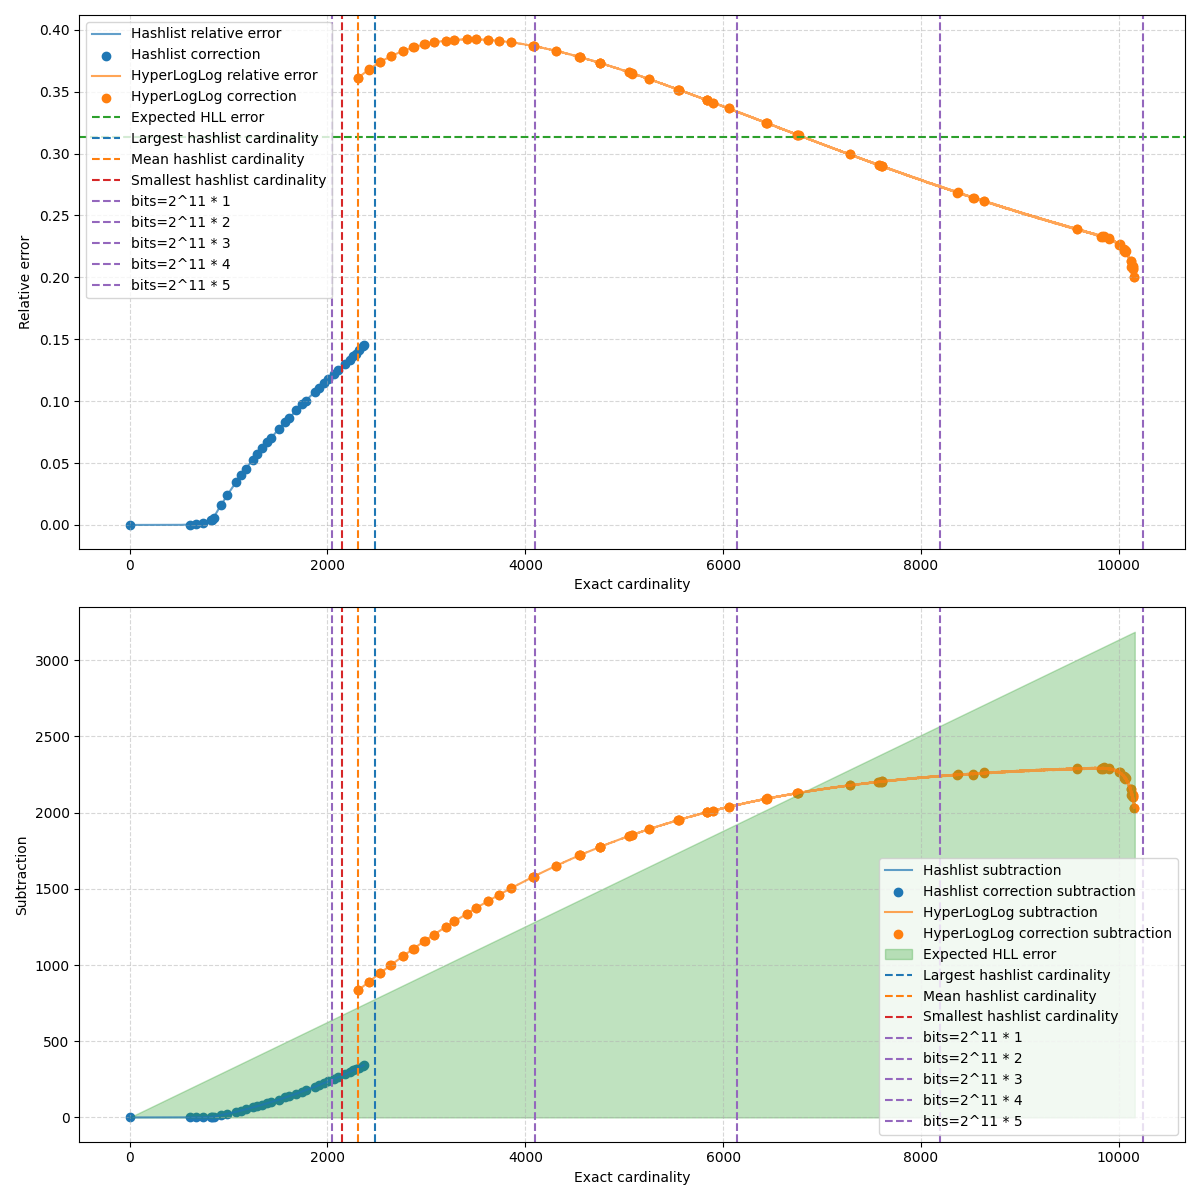 0.40
0.35
0.30
0.25
0.20
0.15
0.10
0.05
0.00
Relative error
Hashlist relative error
Hashlist correction
HyperLogLog relative error
HyperLogLog correction
Expected HLL error
Largest hashlist cardinality
Mean hashlist cardinality
Smallest hashlist cardinality
bits=2^11 * 1
bits=2^11 * 2
bits=2^11 * 3
bits=2^11 * 4
bits=2^11 * 5
0 2000 4000 6000 8000 10000
Exact cardinality
3000
2500
2000
1500
1000
500
0
Subtraction
Hashlist subtraction
Hashlist correction subtraction
HyperLogLog subtraction
HyperLogLog correction subtraction
Expected HLL error
Largest hashlist cardinality
Mean hashlist cardinality
Smallest hashlist cardinality
bits=2^11 * 1
bits=2^11 * 2
bits=2^11 * 3
bits=2^11 * 4
bits=2^11 * 5
0 2000 4000 6000 8000 10000
Exact cardinality